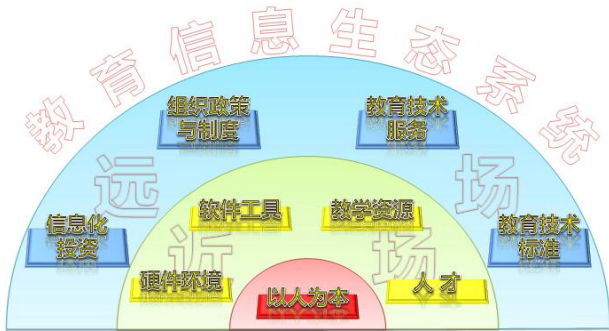 教育信息生态系统
组织政策
与制度
教育技术
服务
远场
信息化
投资
软件工具
教学资源
教育技术
标准
近场
硬件环境
以人为本
人才